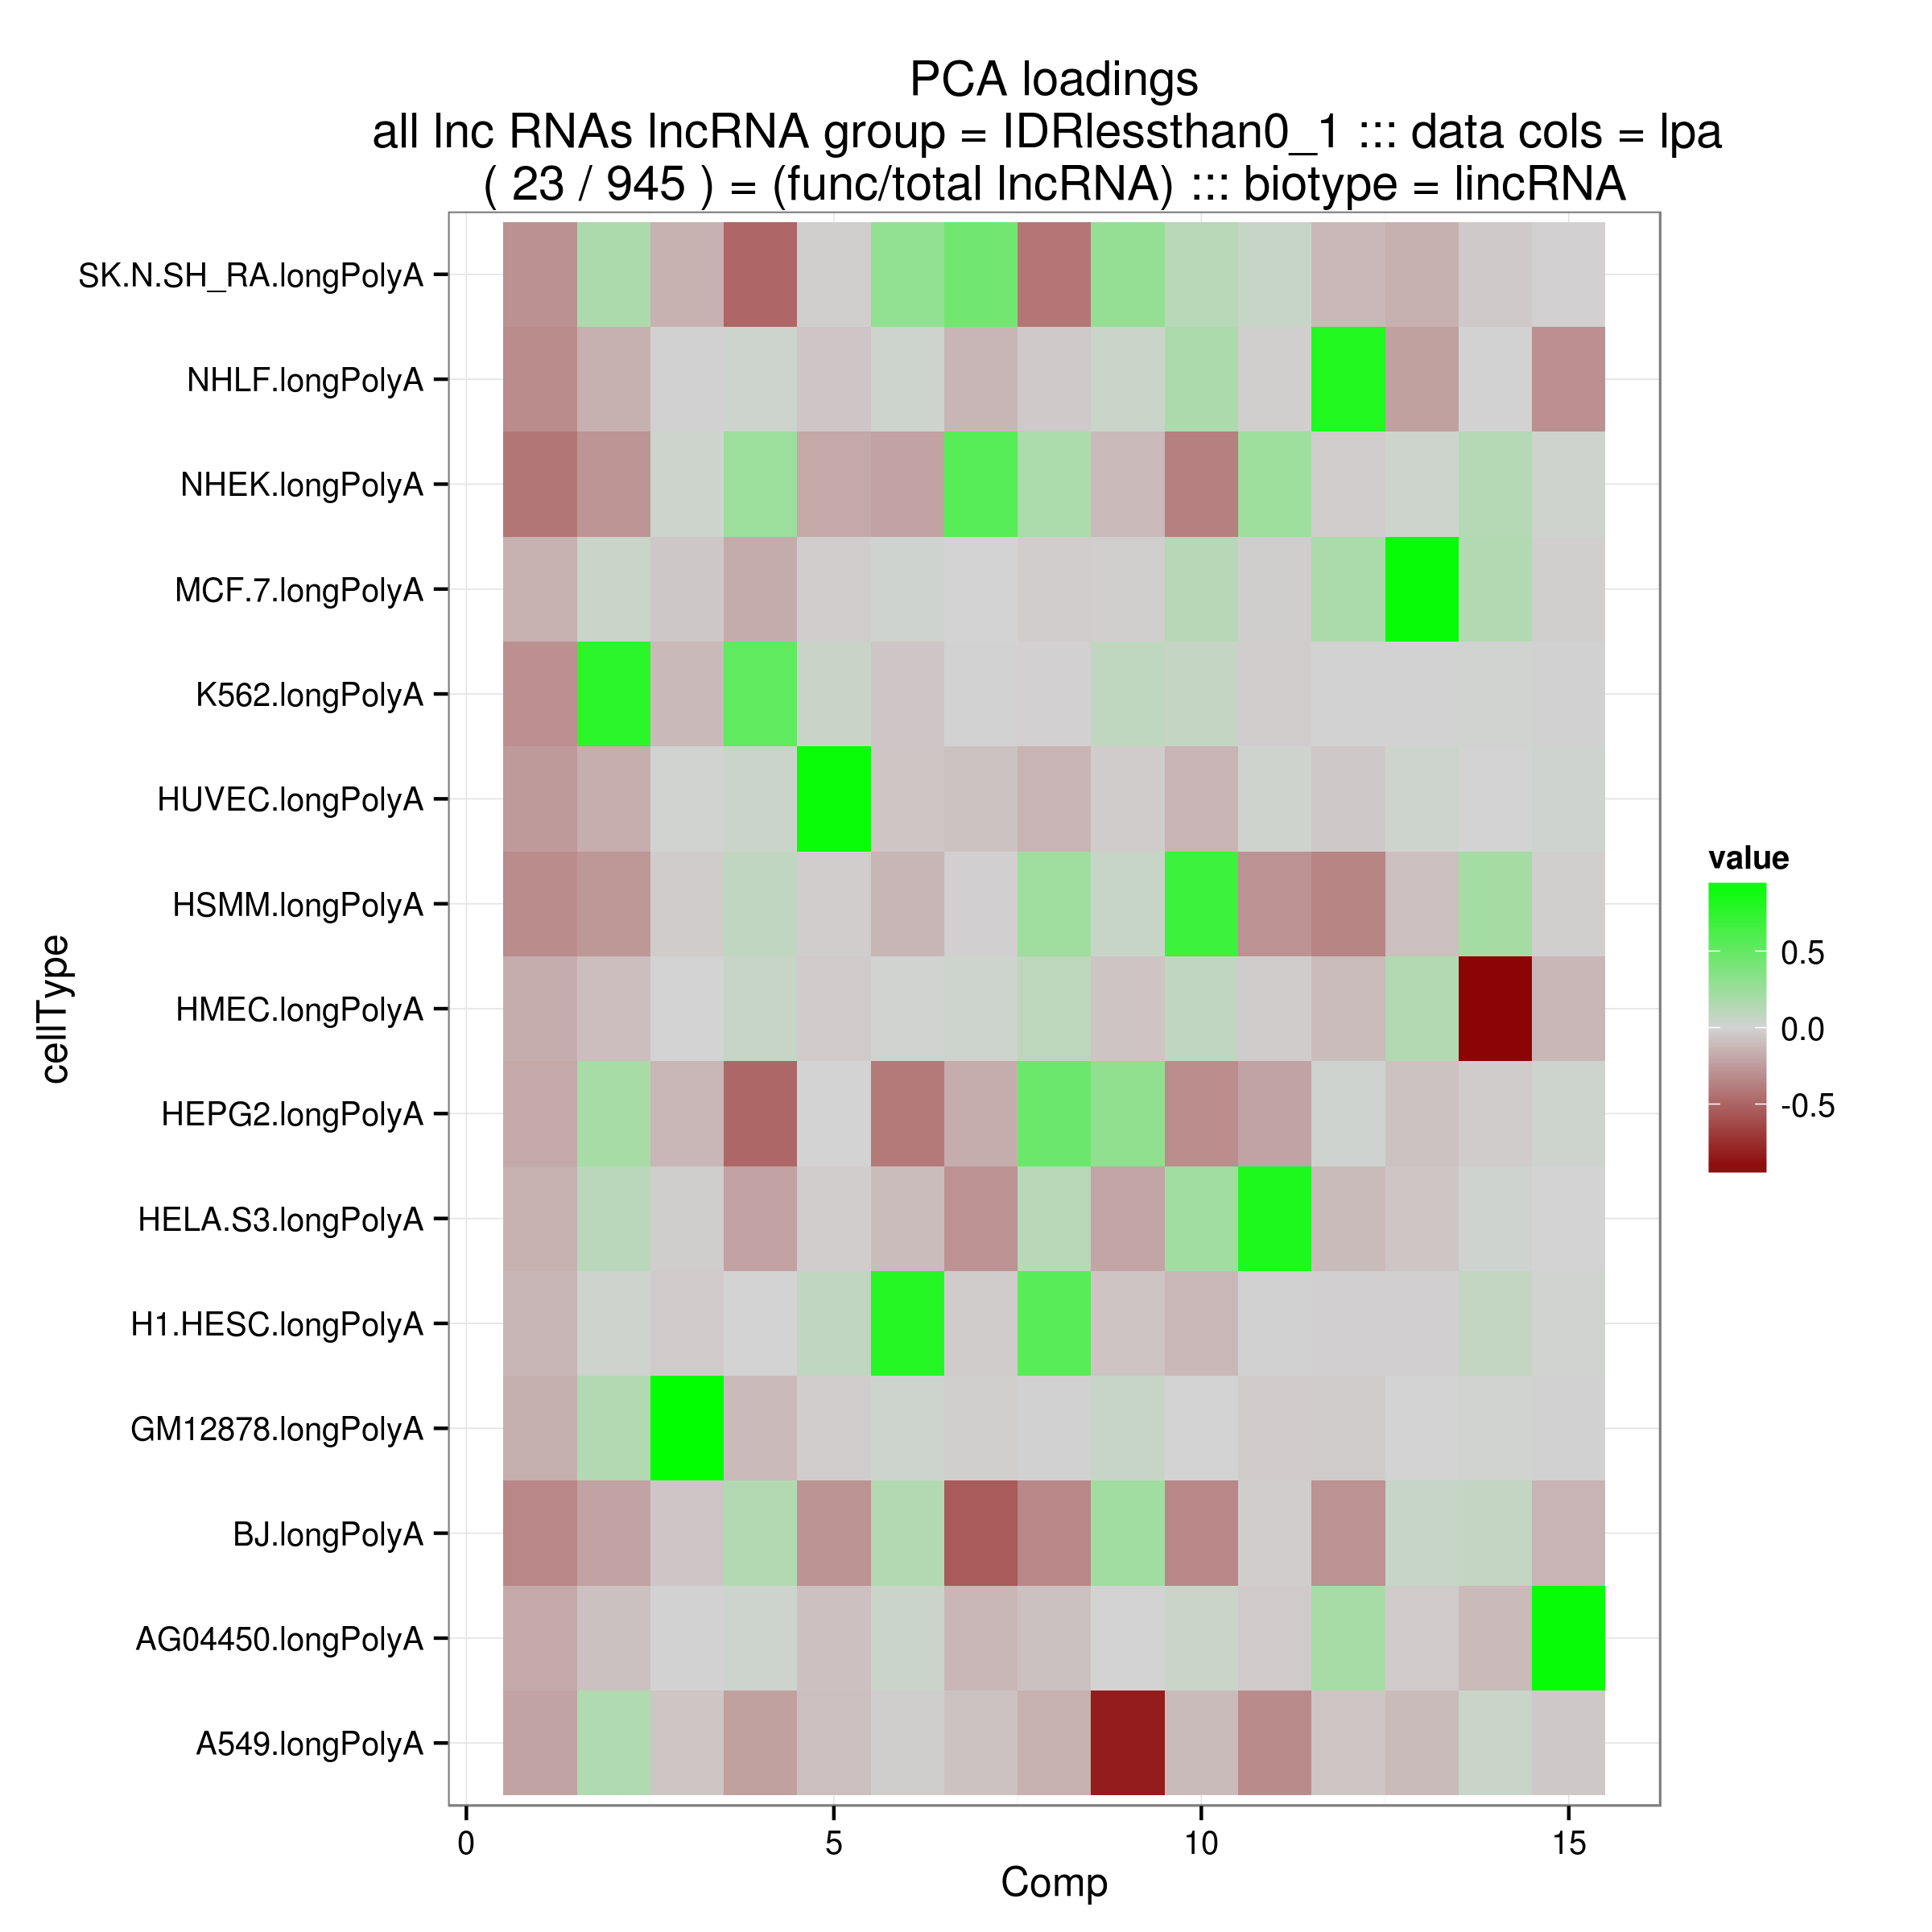 PCA loadings
all lnc RNAs lncRNA group = IDRlessthan0_1 ::: data cols = lpa
( 23 / 945 ) = (func/total lncRNA) ::: biotype = lincRNA
cellType
SK.N.SH_RA.longPolyA
NHLF.longPolyA
NHEK.longPolyA
MCF.7.longPolyA
K562.longPolyA
HUVEC.longPolyA
HSMM.longPolyA
HMEC.longPolyA
HEPG2.longPolyA
HELA.S3.longPolyA
H1.HESC.longPolyA
GM12878.longPolyA
BJ.longPolyA
AG04450.longPolyA
A549.longPolyA
0 5 10 15
Comp
value
0.5
0.0
-0.5